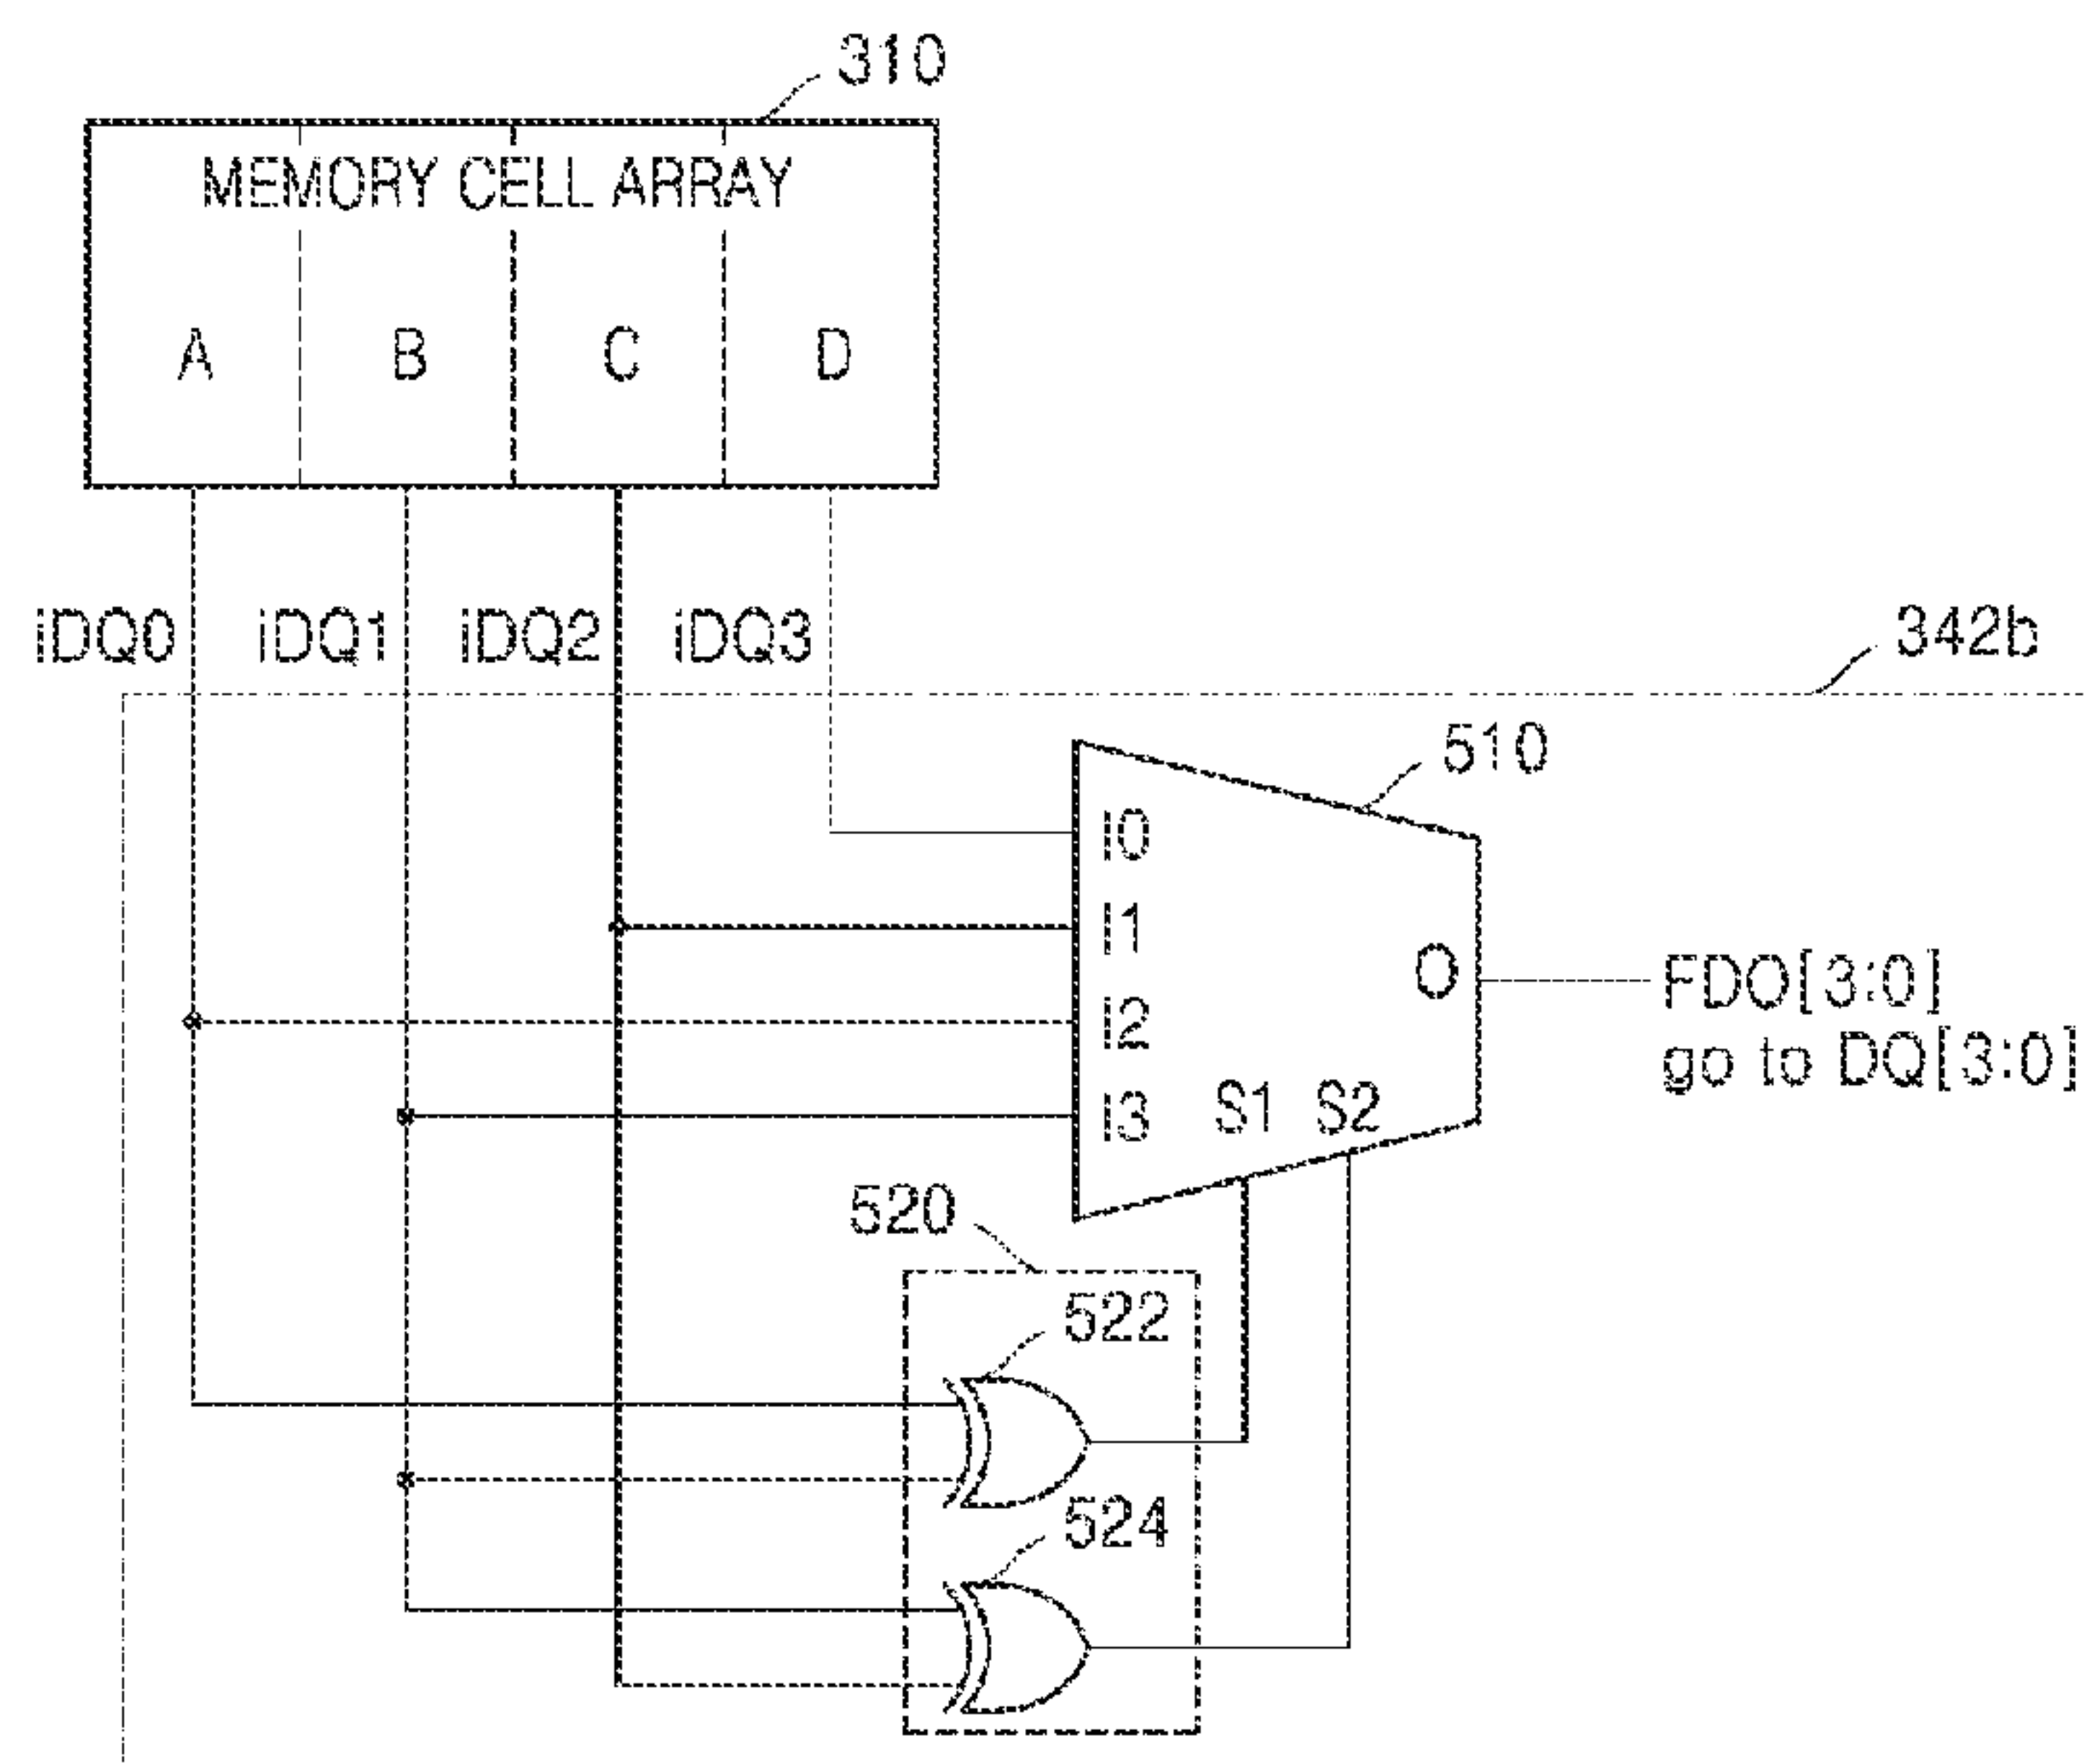 310
MEMORY CELL ARRAY
A B C D
iDQ0 iDQ1 iDQ2 iDQ3
342b
510
I0
I1
I2
I3
S1 S2
O
FDO[3:0]
go to DQ[3:0]
520
522
524